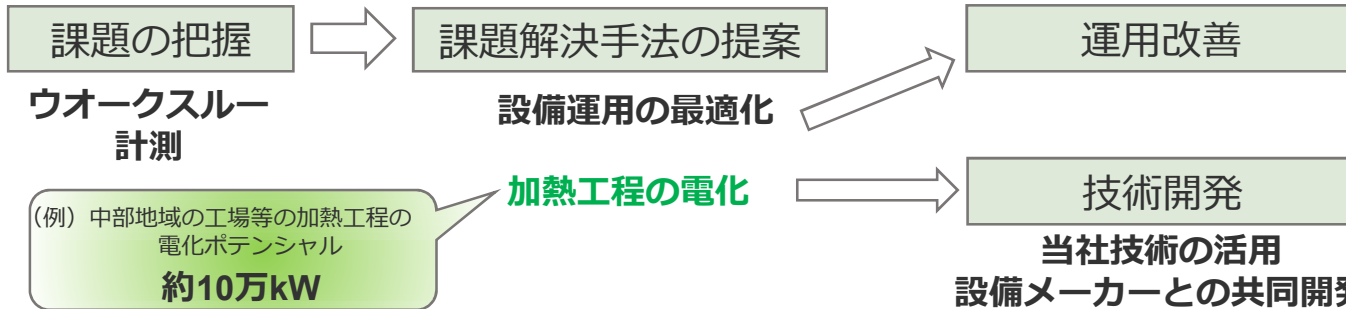 課題の把握
課題解決手法の提案
運用改善
ウオークスルー
計測
設備運用の最適化
加熱工程の電化
技術開発
(例)中部地域の工場等の加熱工程の
電化ポテンシャル
約10万kW
当社技術の活用
設備メーカーとの共同開発